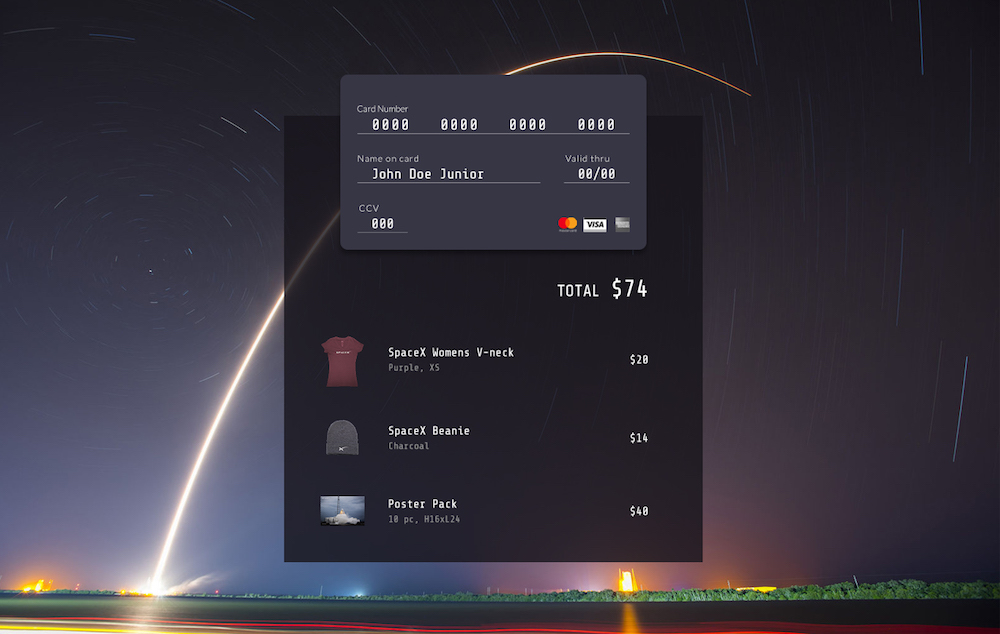 Card Number
0000 0000 0000 0000
Name on card Valid thru
John Doe Junior 00/00
CCV
000
VISA
TOTAL $74
SpaceX Womens V-neck $20
Purple, XS
SpaceX Beanie $14
Charcoal
Poster Pack $40
10 pc, H16xL24